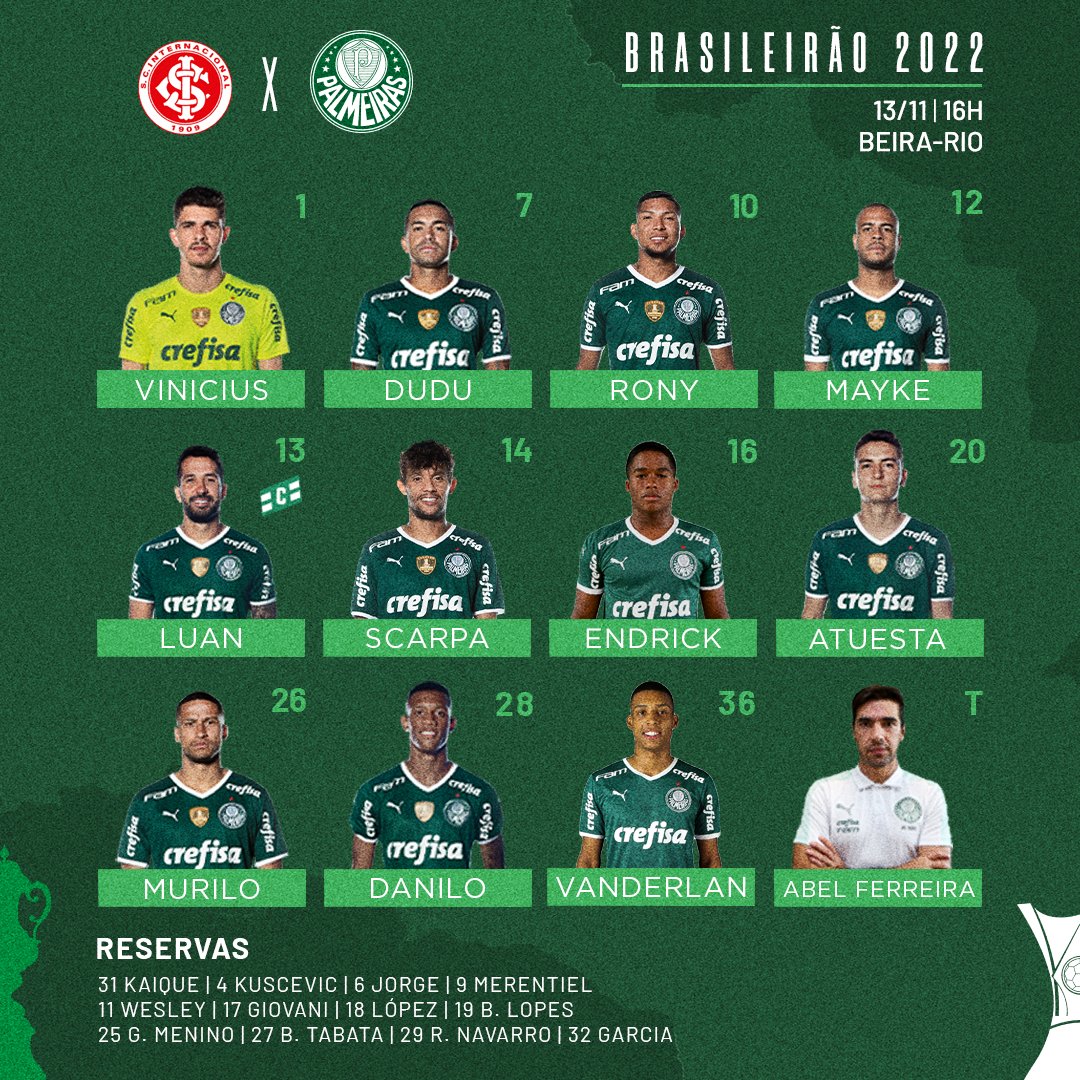 S.C. INTERNACIONAL
1909
X
PALMEIRAS
BRASILEIRÃO 2022
13/11 | 16H
BEIRA-RIO
1 7 10 12
VINICIUS DUDU RONY MAYKE
13 14 16 20
C
LUAN SCARPA ENDRICK ATUESTA
26 28 36 T
MURILO DANILO VANDERLAN ABEL FERREIRA
FAM crefisa
crefisa
RESERVAS
31 KAIQUE | 4 KUSCEVIC | 6 JORGE | 9 MERENTIEL
11 WESLEY | 17 GIOVANI | 18 LÓPEZ | 19 B. LOPES
25 G. MENINO | 27 B. TABATA | 29 R. NAVARRO | 32 GARCIA